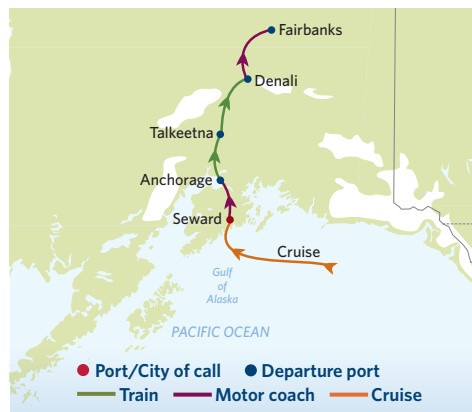 Fairbanks
Denali
Talkeetna
Anchorage
Seward
Cruise
Gulf
of
Alaska
PACIFIC OCEAN
Port/City of call Departure port
Train Motor coach Cruise